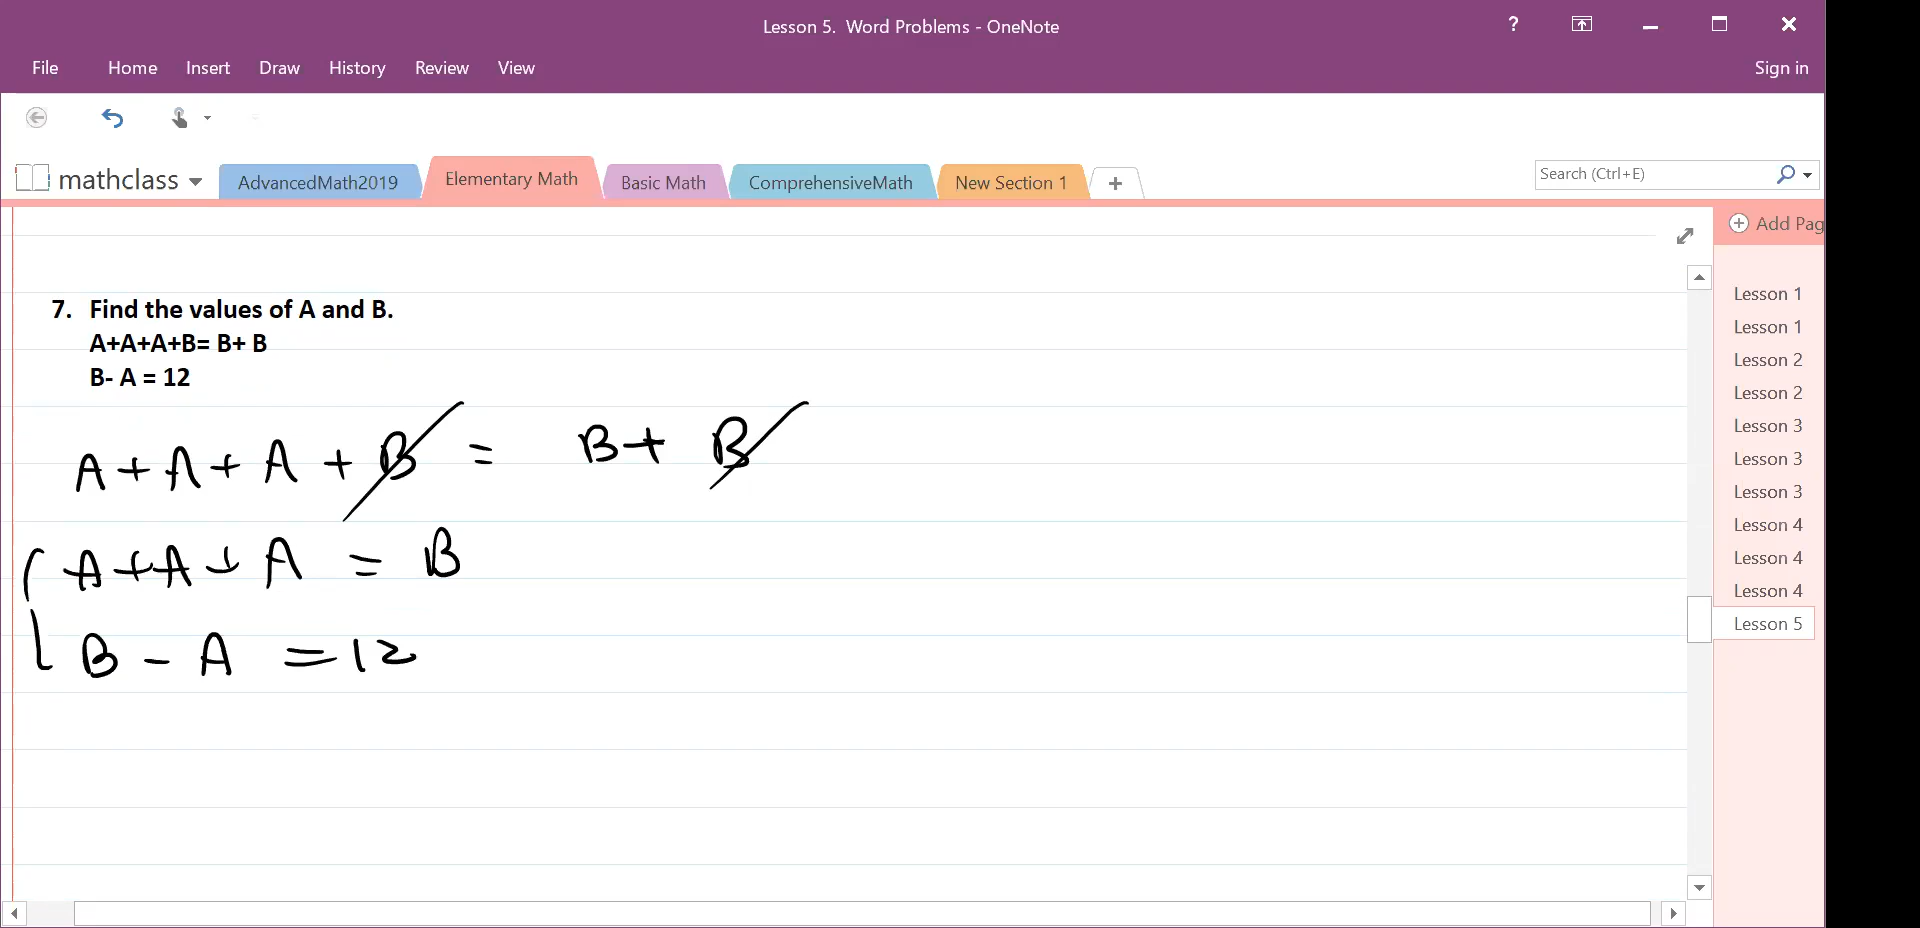 Lesson 5.  Word Problems - OneNote
?
File Home Insert Draw History Review View Sign in
mathclass AdvancedMath2019 Elementary Math Basic Math ComprehensiveMath New Section 1 + Search (Ctrl+E)
Add Pag
7. Find the values of A and B.
A+A+A+B= B+ B
B- A = 12
A + A + A + B = B + B
A + A + A = B
B - A = 12
Lesson 1
Lesson 1
Lesson 2
Lesson 2
Lesson 3
Lesson 3
Lesson 3
Lesson 4
Lesson 4
Lesson 4
Lesson 5